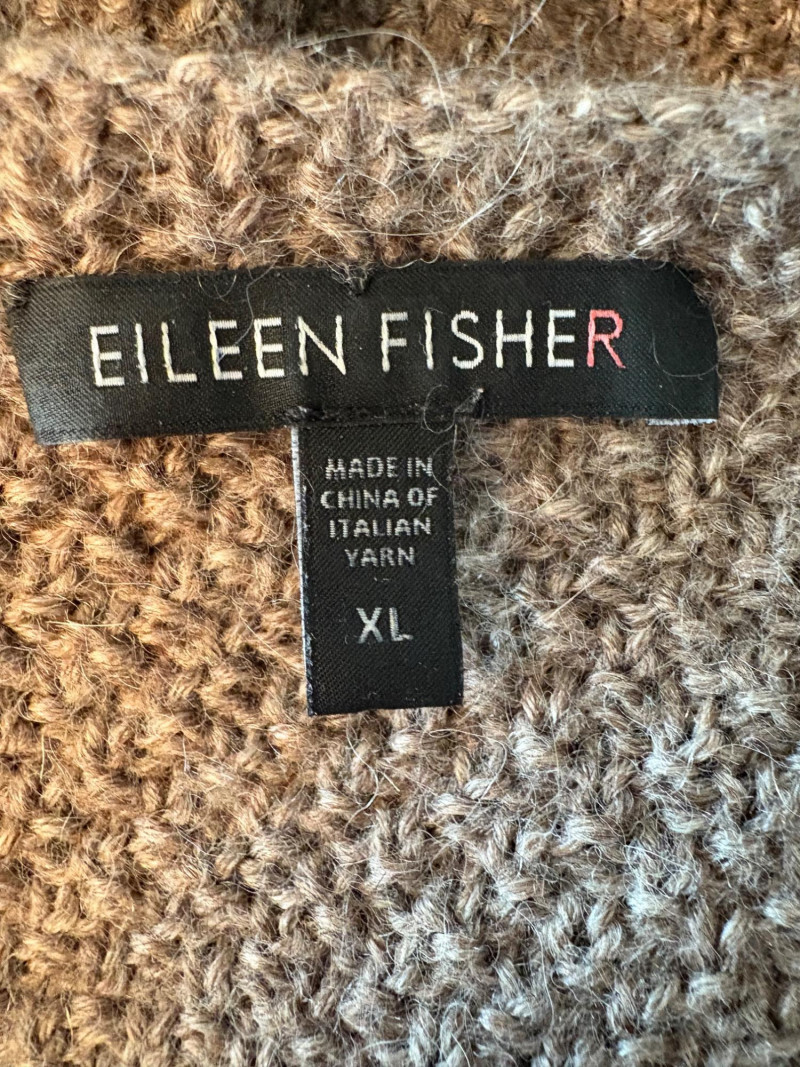 EILEEN FISHER
MADE IN
CHINA OF
ITALIAN
YARN
XL